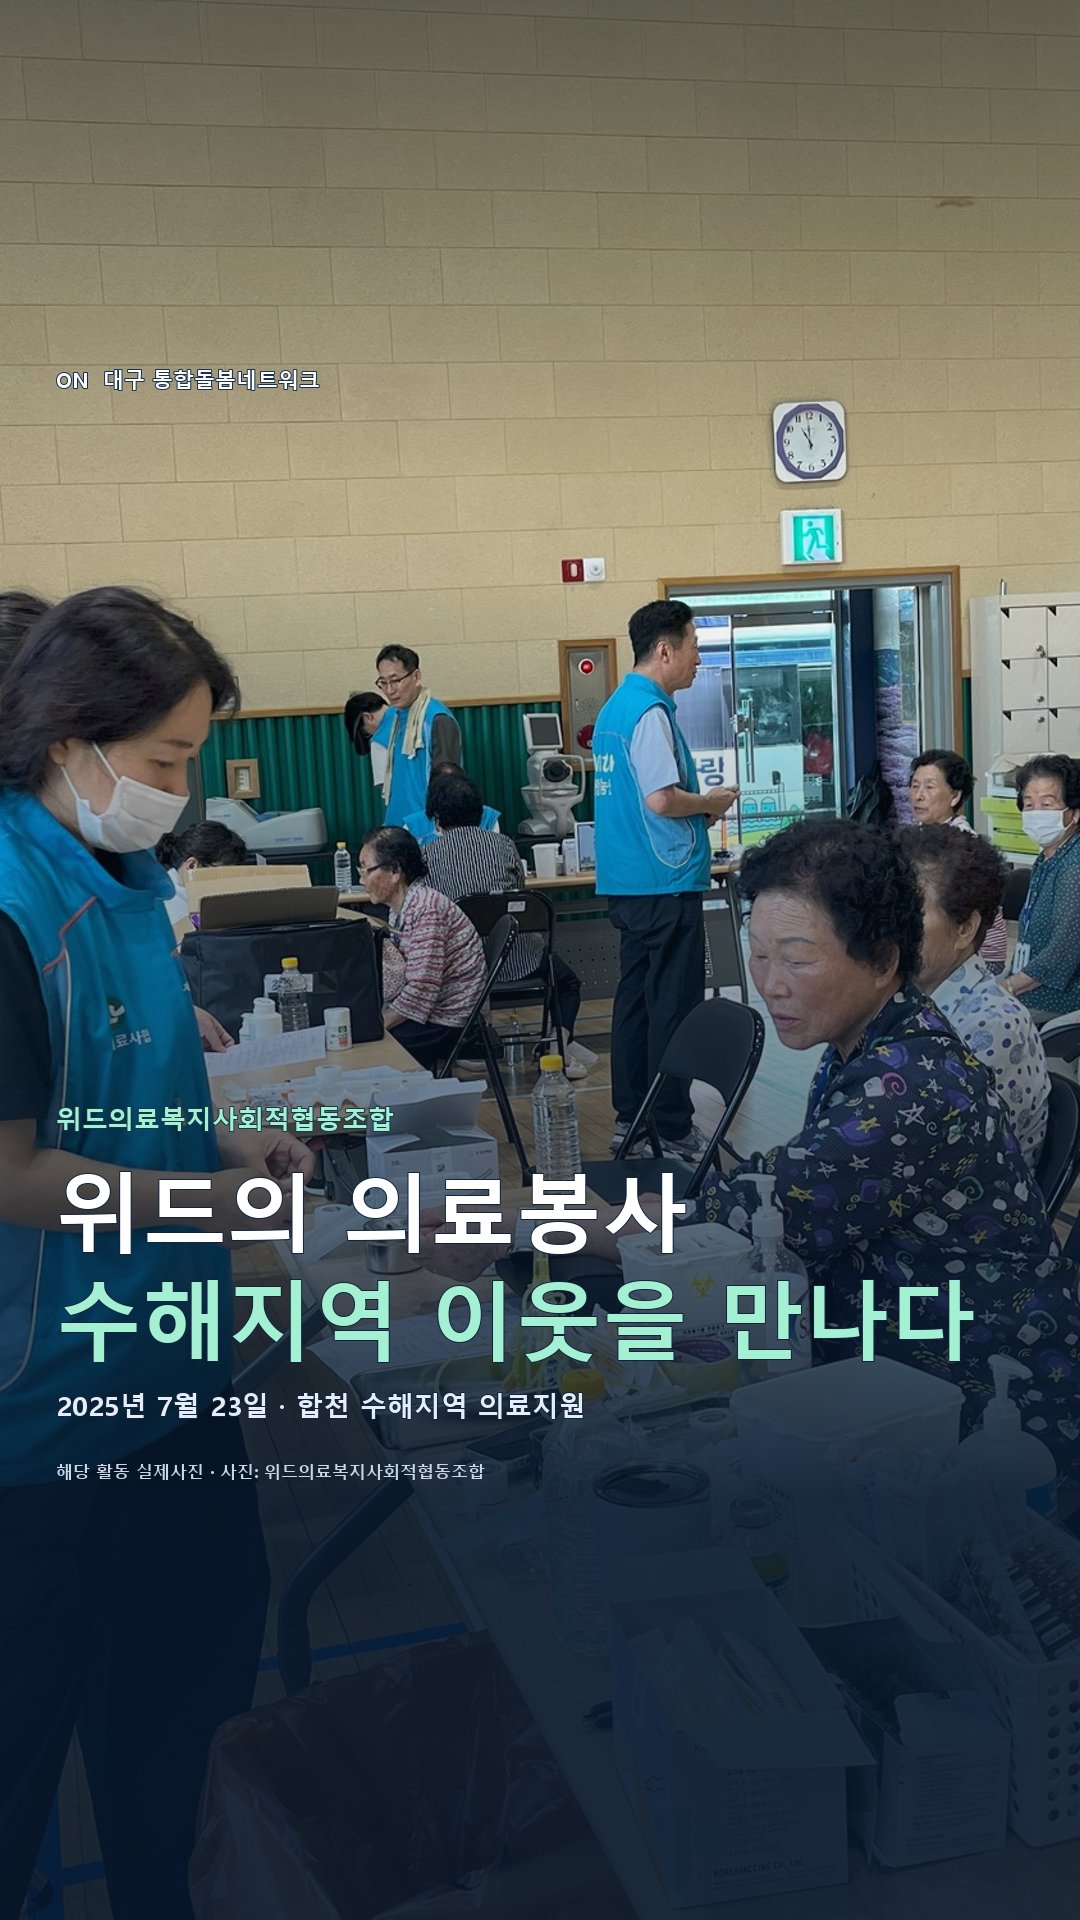 ON 대구 통합돌봄네트워크
위드의료복지사회적협동조합
위드의 의료봉사
수해지역 이웃을 만나다
2025년 7월 23일 · 합천 수해지역 의료지원
해당 활동 실제사진 · 사진: 위드의료복지사회적협동조합
KOREAVACCINE Co., Ltd.